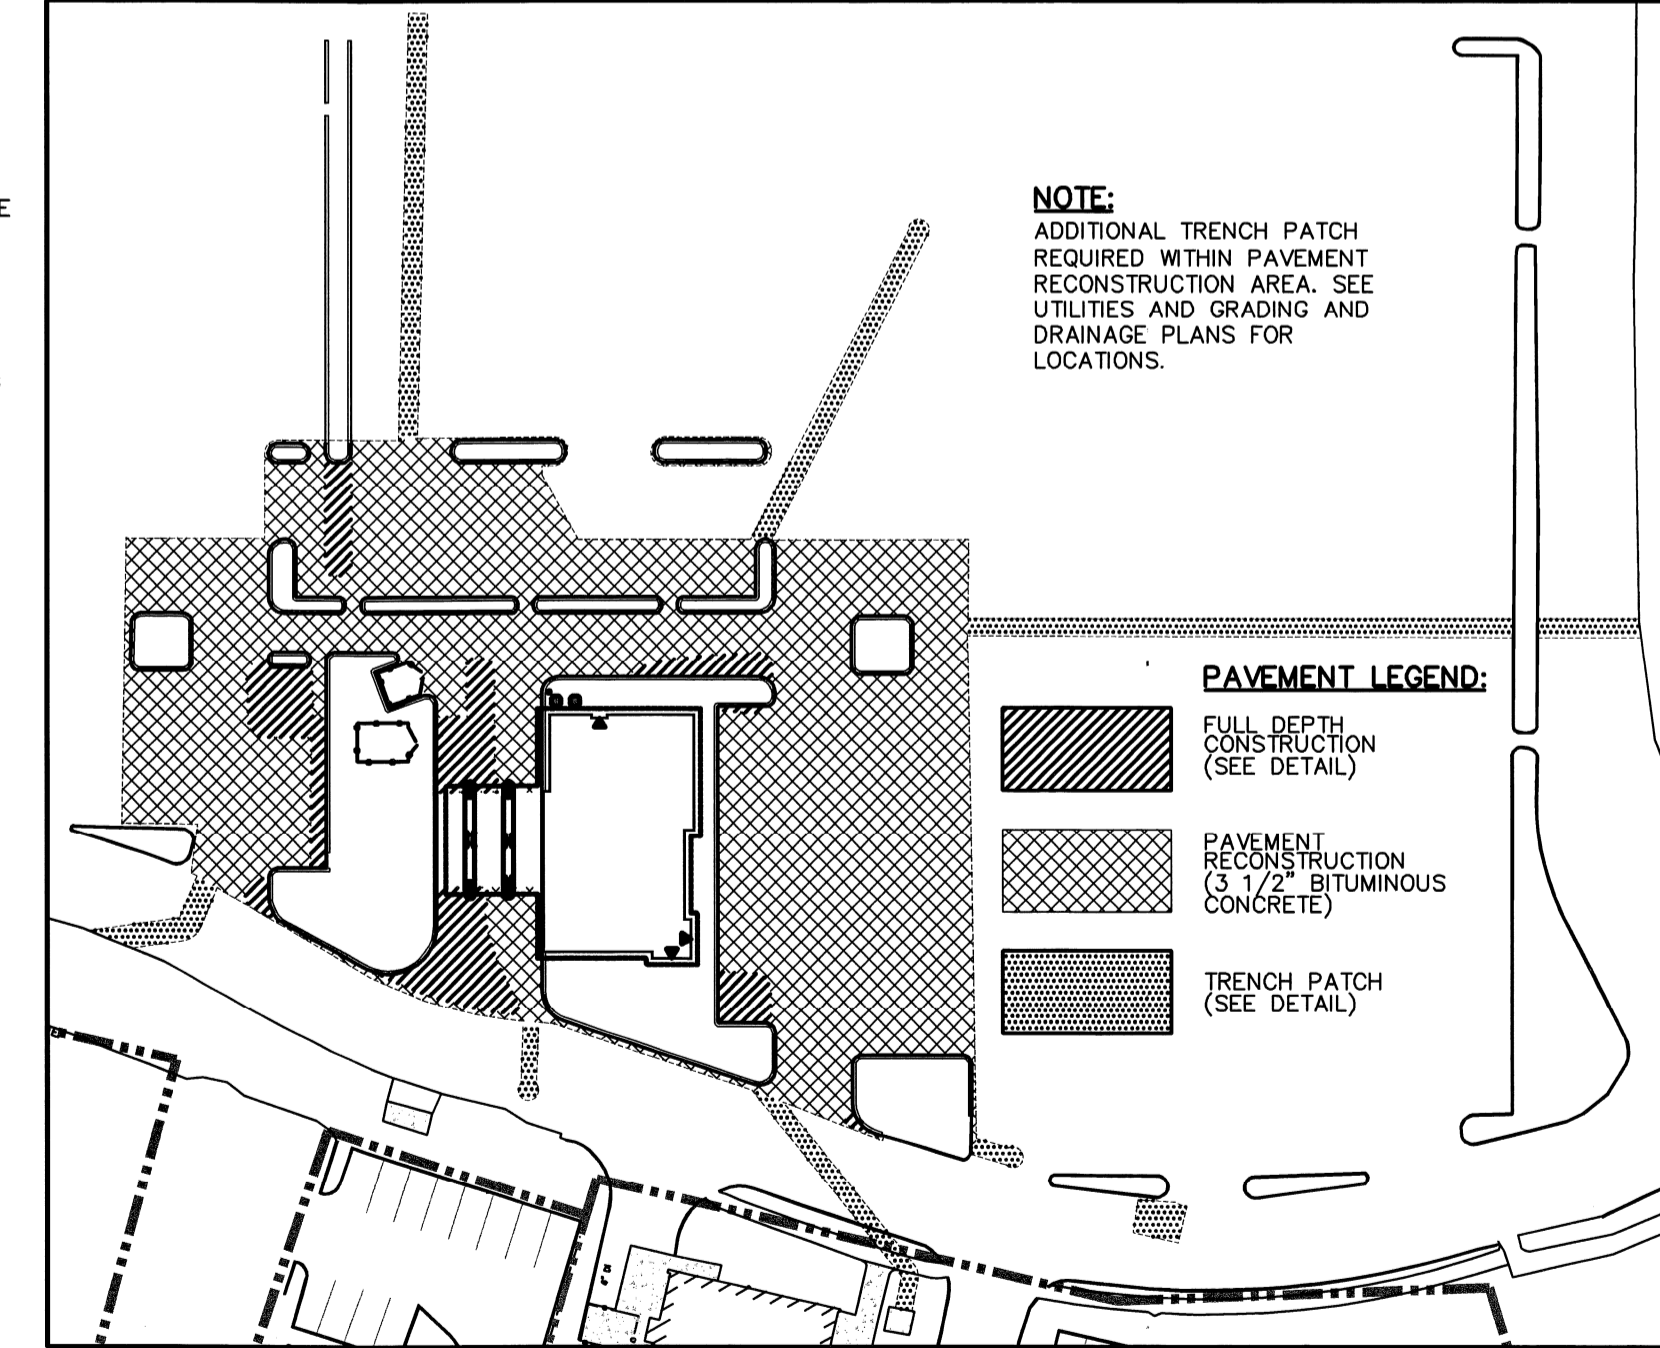 E
NOTE:
ADDITIONAL TRENCH PATCH
REQUIRED WITHIN PAVEMENT
RECONSTRUCTION AREA. SEE
UTILITIES AND GRADING AND
DRAINAGE PLANS FOR
LOCATIONS.
PAVEMENT LEGEND:
FULL DEPTH
CONSTRUCTION
(SEE DETAIL)
PAVEMENT
RECONSTRUCTION
(3 1/2" BITUMINOUS
CONCRETE)
TRENCH PATCH
(SEE DETAIL)